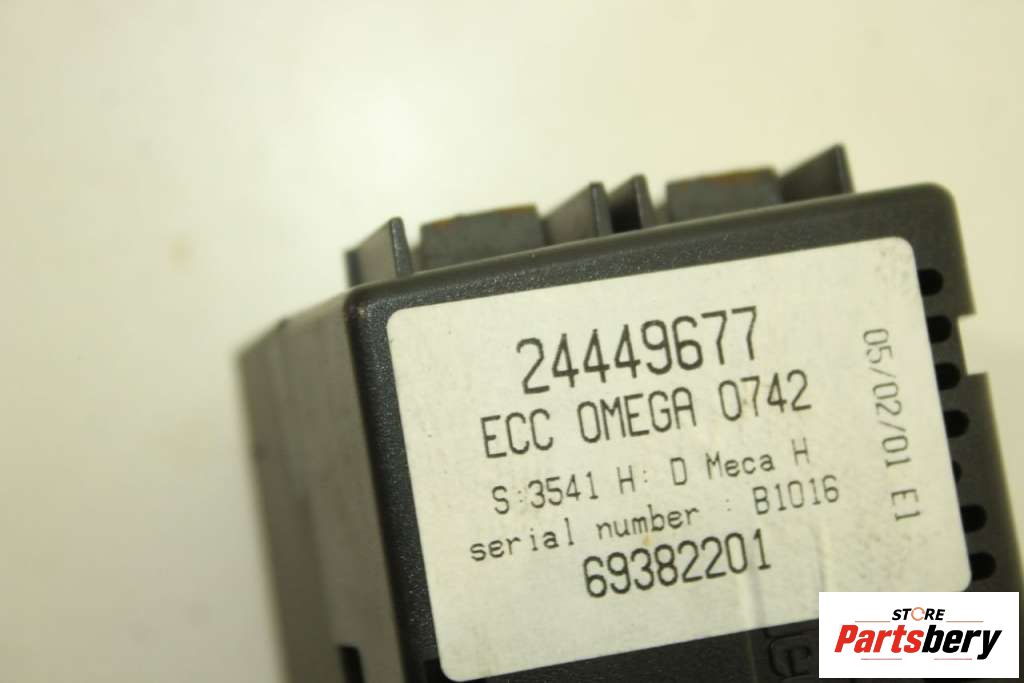 24449677
ECC OMEGA 0742
S:3541 H: D Meca H
serial number : B1016
69382201
05/02/01 E1
STORE
Partsbery